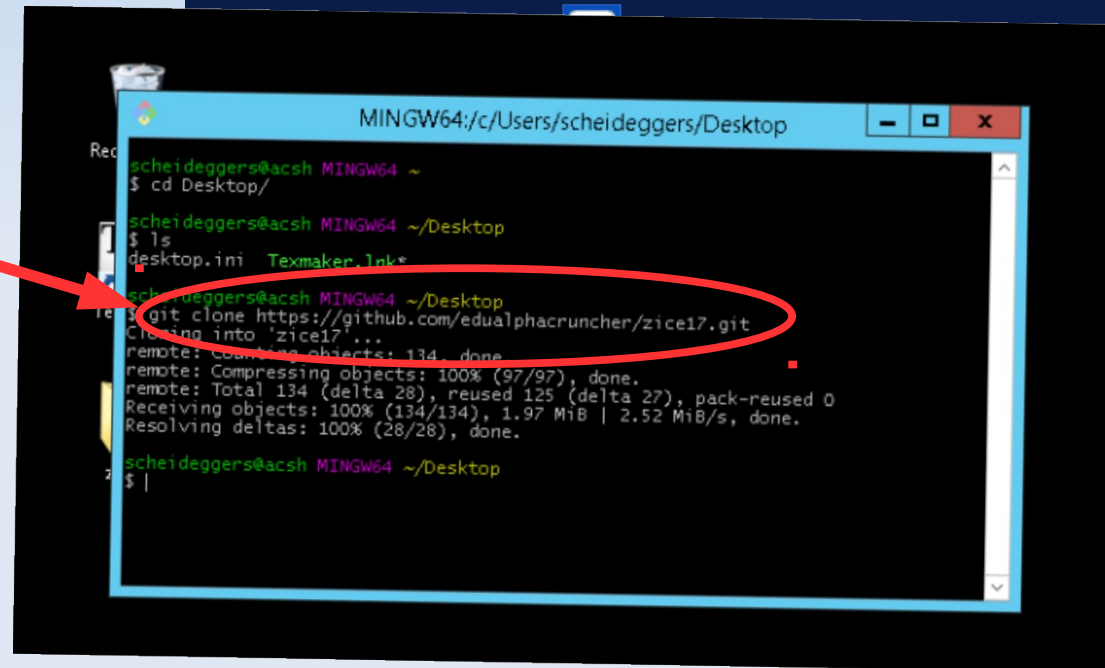 MINGW64:/c/Users/scheideggers/Desktop
Rec
scheideggers@acsh MINGW64 ~
$ cd Desktop/
scheideggers@acsh MINGW64 ~/Desktop
$ ls
desktop.ini Texmaker.lnk*
scheideggers@acsh MINGW64 ~/Desktop
$ git clone https://github.com/edualphacruncher/zice17.git
Cloning into 'zice17'...
remote: Counting objects: 134, done.
remote: Compressing objects: 100% (97/97), done.
remote: Total 134 (delta 28), reused 125 (delta 27), pack-reused 0
Receiving objects: 100% (134/134), 1.97 MiB | 2.52 MiB/s, done.
Resolving deltas: 100% (28/28), done.
scheideggers@acsh MINGW64 ~/Desktop
$